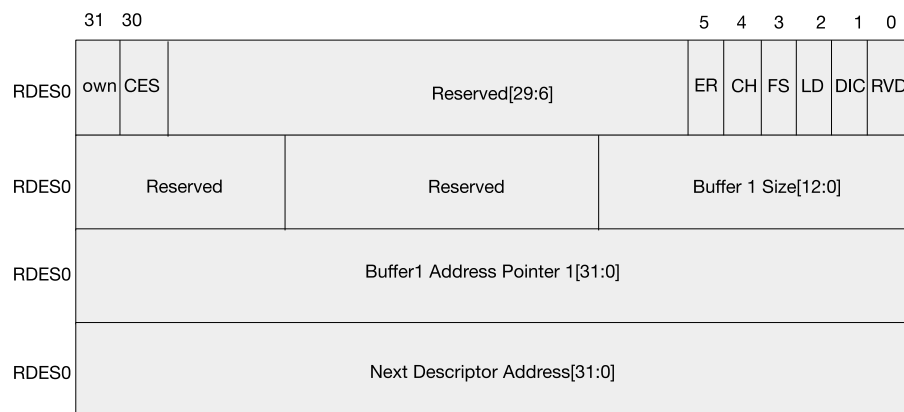 31 30 5 4 3 2 1 0
RDES0 own CES Reserved[29:6] ER CH FS LD DIC RVD
RDES0 Reserved Reserved Buffer 1 Size[12:0]
RDES0 Buffer1 Address Pointer 1[31:0]
RDES0 Next Descriptor Address[31:0]